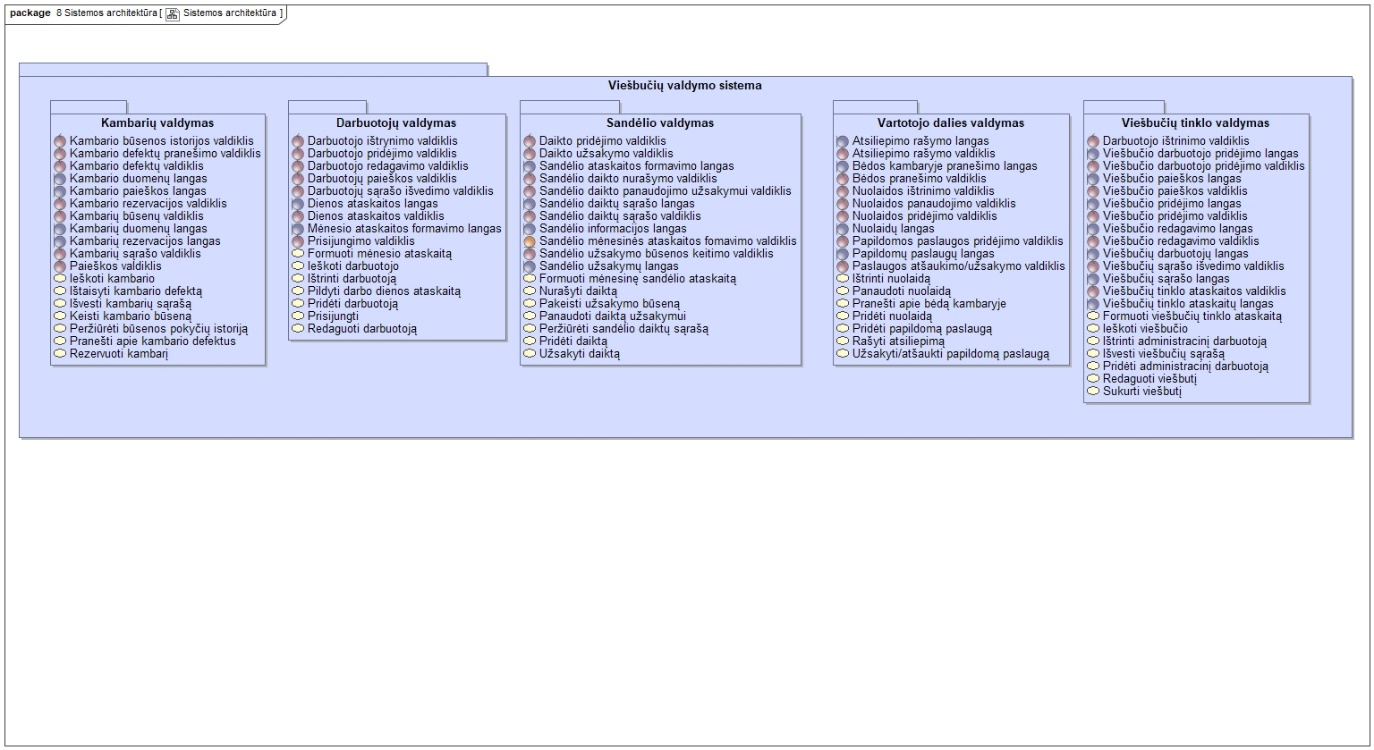 package 8 Sistemos architektūra [ Sistemos architektūra ]
Viešbučių valdymo sistema
Kambarių valdymas
Kambario būsenos istorijos valdiklis
Kambario defektų pranešimo valdiklis
Kambario defektų valdiklis
Kambario duomenų langas
Kambario paieškos langas
Kambario rezervacijos valdiklis
Kambarių būsenų valdiklis
Kambarių duomenų langas
Kambarių rezervacijos langas
Kambarių sąrašo valdiklis
Paieškos valdiklis
Ieškoti kambario
Ištaisyti kambario defektą
Išvesti kambarių sąrašą
Keisti kambario būseną
Peržiūrėti būsenos pokyčių istoriją
Pranešti apie kambario defektus
Rezervuoti kambarį
Darbuotojų valdymas
Darbuotojo ištrynimo valdiklis
Darbuotojo pridėjimo valdiklis
Darbuotojo redagavimo valdiklis
Darbuotojų paieškos valdiklis
Darbuotojų sąrašo išvedimo valdiklis
Dienos ataskaitos langas
Dienos ataskaitos valdiklis
Mėnesio ataskaitos formavimo langas
Prisijungimo valdiklis
Formuoti mėnesio ataskaitą
Ieškoti darbuotojo
Ištrinti darbuotoją
Pildyti darbo dienos ataskaitą
Pridėti darbuotoją
Prisijungti
Redaguoti darbuotoją
Sandėlio valdymas
Daikto pridėjimo valdiklis
Daikto užsakymo valdiklis
Sandėlio ataskaitos formavimo langas
Sandėlio daikto nurašymo valdiklis
Sandėlio daikto panaudojimo užsakymui valdiklis
Sandėlio daiktų sąrašo langas
Sandėlio daiktų sąrašo valdiklis
Sandėlio informacijos langas
Sandėlio mėnesinės ataskaitos fomavimo valdiklis
Sandėlio užsakymo būsenos keitimo valdiklis
Sandėlio užsakymų langas
Formuoti mėnesinę sandėlio ataskaitą
Nurašyti daiktą
Pakeisti užsakymo būseną
Panaudoti daiktą užsakymui
Peržiūrėti sandėlio daiktų sąrašą
Pridėti daiktą
Užsakyti daiktą
Vartotojo dalies valdymas
Atsiliepimo rašymo langas
Atsiliepimo rašymo valdiklis
Bėdos kambaryje pranešimo langas
Bėdos pranešimo valdiklis
Nuolaidos ištrinimo valdiklis
Nuolaidos panaudojimo valdiklis
Nuolaidos pridėjimo valdiklis
Nuolaidų langas
Papildomos paslaugos pridėjimo valdiklis
Papildomų paslaugų langas
Paslaugos atšaukimo/užsakymo valdiklis
Ištrinti nuolaidą
Panaudoti nuolaidą
Pranešti apie bėdą kambaryje
Pridėti nuolaidą
Pridėti papildomą paslaugą
Rašyti atsiliepimą
Užsakyti/atšaukti papildomą paslaugą
Viešbučių tinklo valdymas
Darbuotojo ištrinimo valdiklis
Viešbučio darbuotojo pridėjimo langas
Viešbučio darbuotojo pridėjimo valdiklis
Viešbučio paieškos langas
Viešbučio paieškos valdiklis
Viešbučio pridėjimo langas
Viešbučio pridėjimo valdiklis
Viešbučio redagavimo langas
Viešbučio redagavimo valdiklis
Viešbučių darbuotojų langas
Viešbučių sąrašo išvedimo valdiklis
Viešbučių sąrašo langas
Viešbučių tinklo ataskaitos valdiklis
Viešbučių tinklo ataskaitų langas
Formuoti viešbučių tinklo ataskaitą
Ieškoti viešbučio
Ištrinti administracinį darbuotoją
Išvesti viešbučių sąrašą
Pridėti administracinį darbuotoją
Redaguoti viešbutį
Sukurti viešbutį